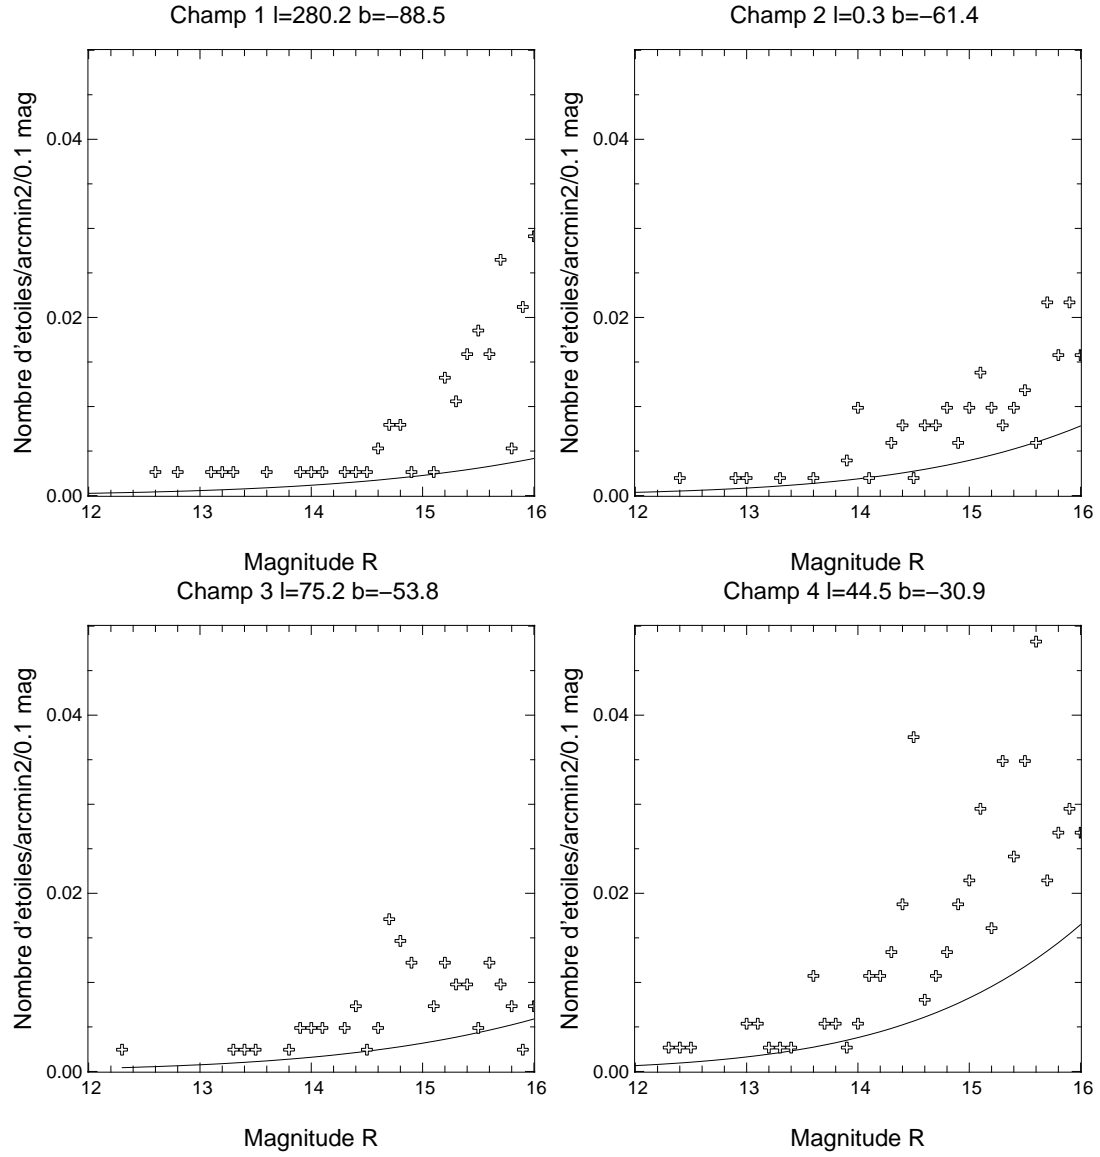 Champ 1 l=280.2 b=−88.5
Nombre d'etoiles/arcmin2/0.1 mag
0.04
0.02
0.00
12 13 14 15 16
Magnitude R
Champ 2 l=0.3 b=−61.4
Nombre d'etoiles/arcmin2/0.1 mag
0.04
0.02
0.00
12 13 14 15 16
Magnitude R
Champ 3 l=75.2 b=−53.8
Nombre d'etoiles/arcmin2/0.1 mag
0.04
0.02
0.00
12 13 14 15 16
Magnitude R
Champ 4 l=44.5 b=−30.9
Nombre d'etoiles/arcmin2/0.1 mag
0.04
0.02
0.00
12 13 14 15 16
Magnitude R